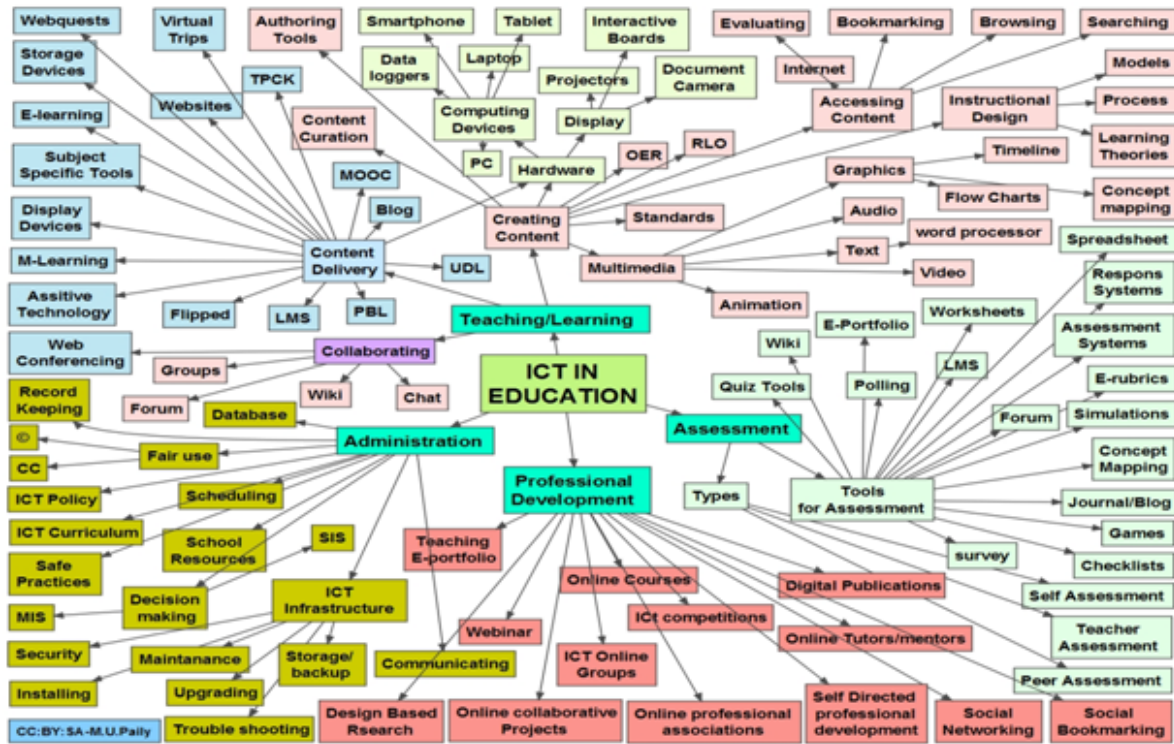 Webquests
Virtual
Trips
Authoring
Tools
Smartphone
Tablet
Interactive
Boards
Evaluating
Bookmarking
Browsing
Searching
Storage
Devices
Data
loggers
Laptop
Projectors
Document
Camera
Internet
Models
TPCK
Websites
E-learning
Content
Curation
Computing
Devices
Display
Accessing
Content
Instructional
Design
Process
Subject
Specific Tools
MOOC
PC
Hardware
OER
RLO
Timeline
Learning
Theories
Graphics
Flow Charts
Concept
mapping
Display
Devices
Blog
Creating
Content
Standards
Audio
word processor
Spreadsheet
M-Learning
Content
Delivery
UDL
Multimedia
Text
Video
Respons
Systems
Assitive
Technology
Flipped
LMS
PBL
Animation
Teaching/Learning
E-Portfolio
Worksheets
Assessment
Systems
Web
Conferencing
Collaborating
Wiki
LMS
Groups
ICT IN
EDUCATION
Quiz Tools
Polling
E-rubrics
Record
Keeping
Forum
Database
Wiki
Chat
Forum
Simulations
©
Administration
Assessment
CC
Fair use
Concept
Mapping
ICT Policy
Scheduling
Professional
Development
Types
Tools
for Assessment
Journal/Blog
ICT Curriculum
School
Resources
SIS
Teaching
E-portfolio
survey
Games
Safe
Practices
Online Courses
Digital Publications
Checklists
MIS
Decision
making
ICT
Infrastructure
ICt competitions
Self Assessment
Security
Maintanance
Storage/
backup
Webinar
Communicating
ICT Online
Groups
Online Tutors/mentors
Teacher
Assessment
Installing
Upgrading
Peer Assessment
CC:BY:SA-M.U.Paily
Trouble shooting
Design Based
Rsearch
Online collaborative
Projects
Online professional
associations
Self Directed
professional
development
Social
Networking
Social
Bookmarking